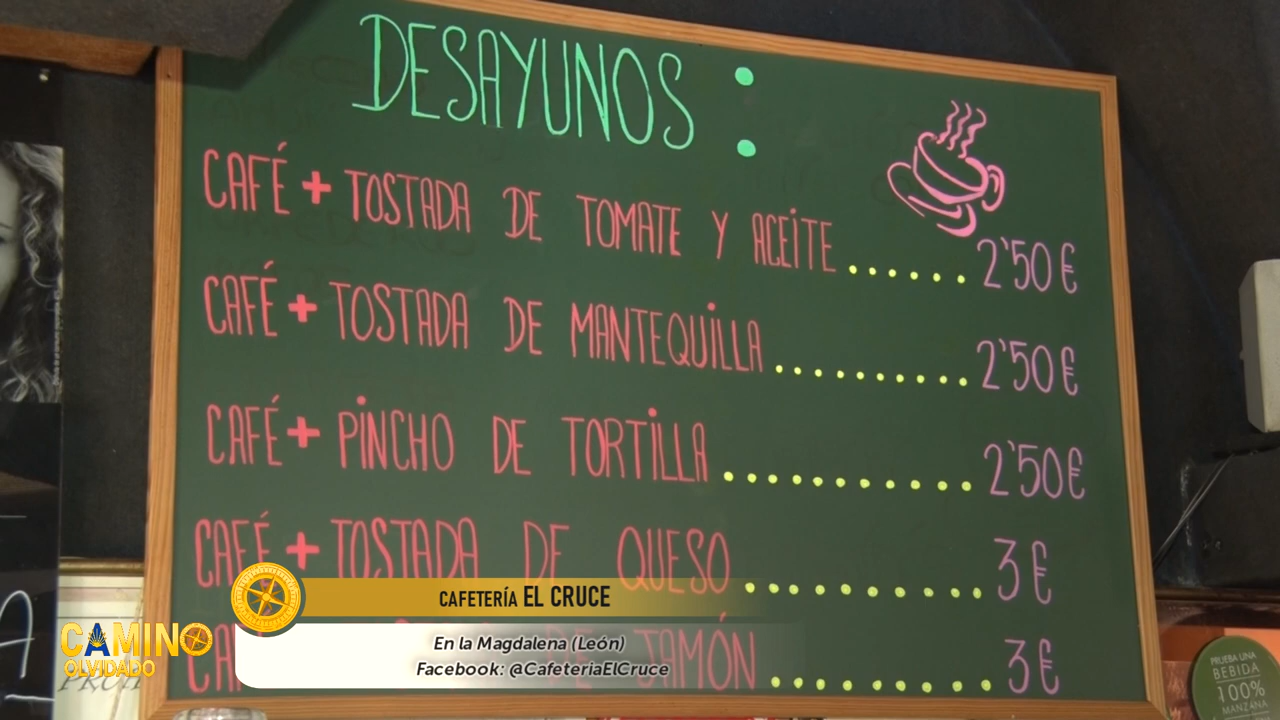 DESAYUNOS :
CAFÉ + TOSTADA DE TOMATE Y ACEITE ...... 2'50€
CAFÉ + TOSTADA DE MANTEQUILLA .......... 2'50€
CAFÉ + PINCHO DE TORTILLA ........... 2'50€
CAFÉ + TOSTADA DE QUESO .......... 3€
JAMÓN .......... 3€
CAFETERÍA EL CRUCE
En la Magdalena (León)
Facebook: @CafeteriaElCruce
CAMINO
OLVIDADO
PRUEBA UNA
BEBIDA
100%
MANZANA